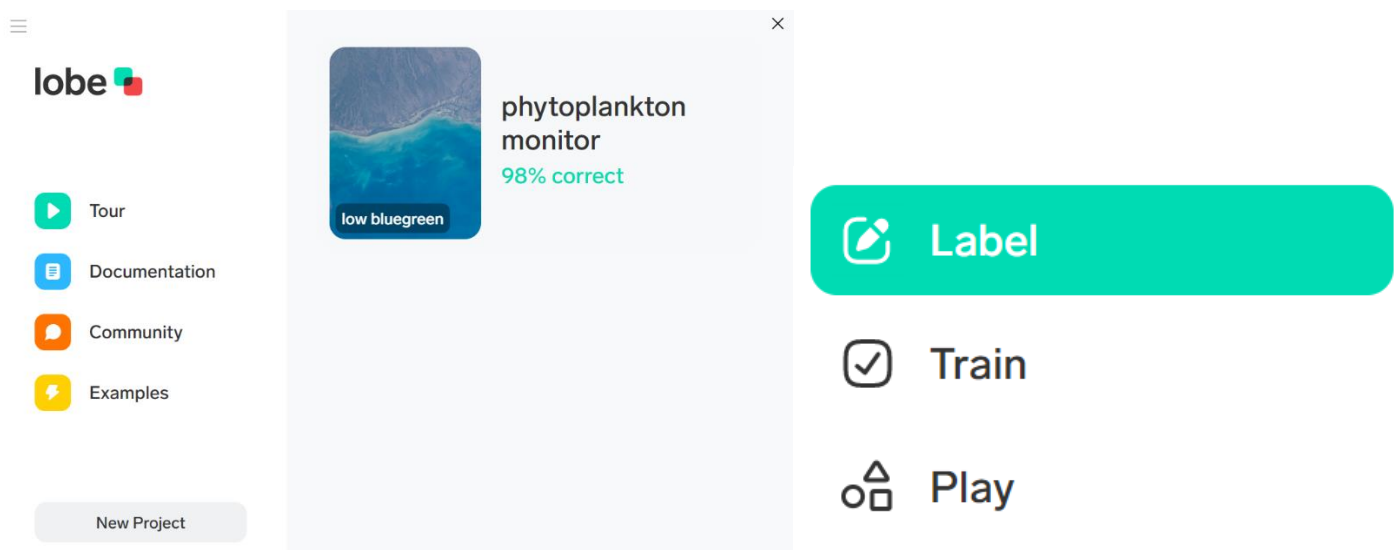 lobe
Tour
Documentation
Community
Examples
New Project
low bluegreen
phytoplankton
monitor
98% correct
Label
Train
Play